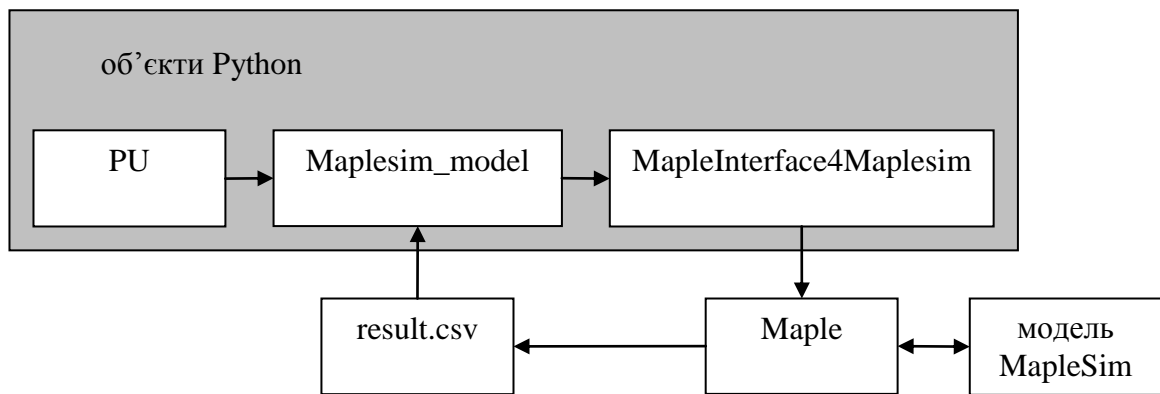 об’єкти Python
PU
Maplesim_model
MapleInterface4Maplesim
result.csv
Maple
модель
MapleSim